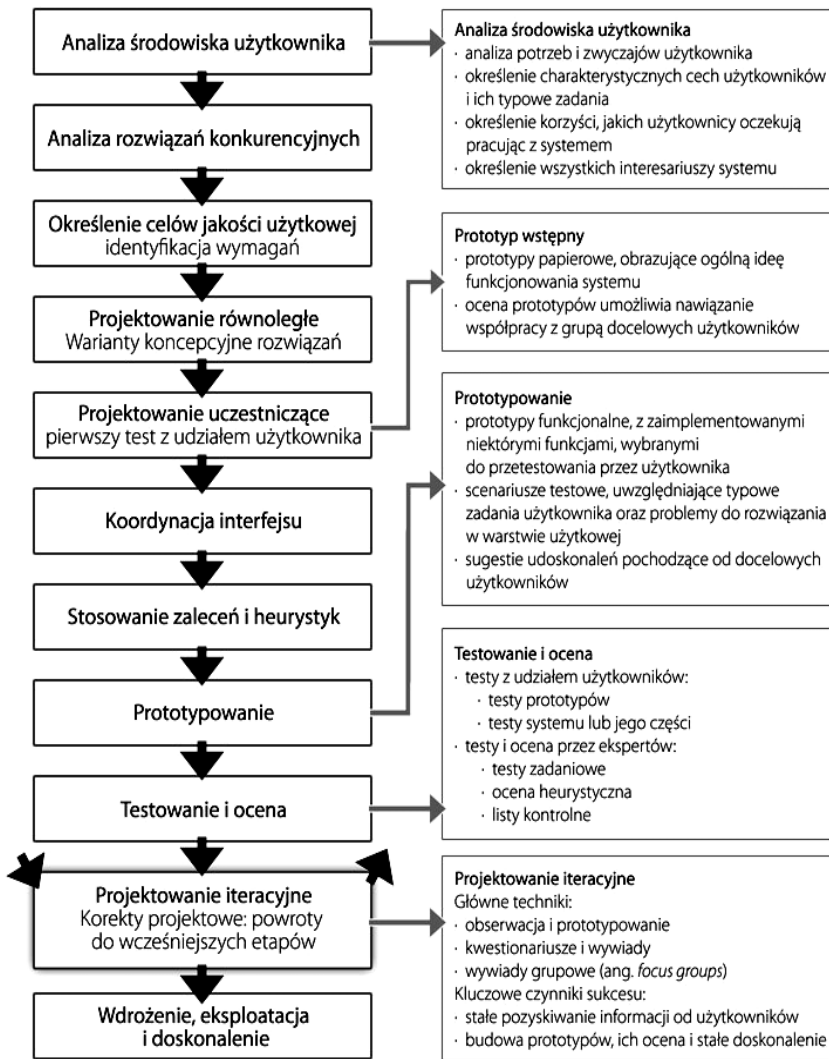 Analiza środowiska użytkownika
Analiza rozwiązań konkurencyjnych
Określenie celów jakości użytkowej
identyfikacja wymagań
Projektowanie równoległe
Warianty koncepcyjne rozwiązań
Projektowanie uczestniczące
pierwszy test z udziałem użytkownika
Koordynacja interfejsu
Stosowanie zaleceń i heurystyk
Prototypowanie
Testowanie i ocena
Projektowanie iteracyjne
Korekty projektowe: powroty
do wcześniejszych etapów
Wdrożenie, eksploatacja
i doskonalenie
Analiza środowiska użytkownika
· analiza potrzeb i zwyczajów użytkownika
· określenie charakterystycznych cech użytkowników
i ich typowe zadania
· określenie korzyści, jakich użytkownicy oczekują
pracując z systemem
· określenie wszystkich interesariuszy systemu
Prototyp wstępny
· prototypy papierowe, obrazujące ogólną ideę
funkcjonowania systemu
· ocena prototypów umożliwia nawiązanie
współpracy z grupą docelowych użytkowników
Prototypowanie
· prototypy funkcjonalne, z zaimplementowanymi
niektórymi funkcjami, wybranymi
do przetestowania przez użytkownika
· scenariusze testowe, uwzględniające typowe
zadania użytkownika oraz problemy do rozwiązania
w warstwie użytkowej
· sugestie udoskonaleń pochodzące od docelowych
użytkowników
Testowanie i ocena
· testy z udziałem użytkowników:
· testy prototypów
· testy systemu lub jego części
· testy i ocena przez ekspertów:
· testy zadaniowe
· ocena heurystyczna
· listy kontrolne
Projektowanie iteracyjne
Główne techniki:
· obserwacja i prototypowanie
· kwestionariusze i wywiady
· wywiady grupowe (ang. focus groups)
Kluczowe czynniki sukcesu:
· stałe pozyskiwanie informacji od użytkowników
· budowa prototypów, ich ocena i stałe doskonalenie